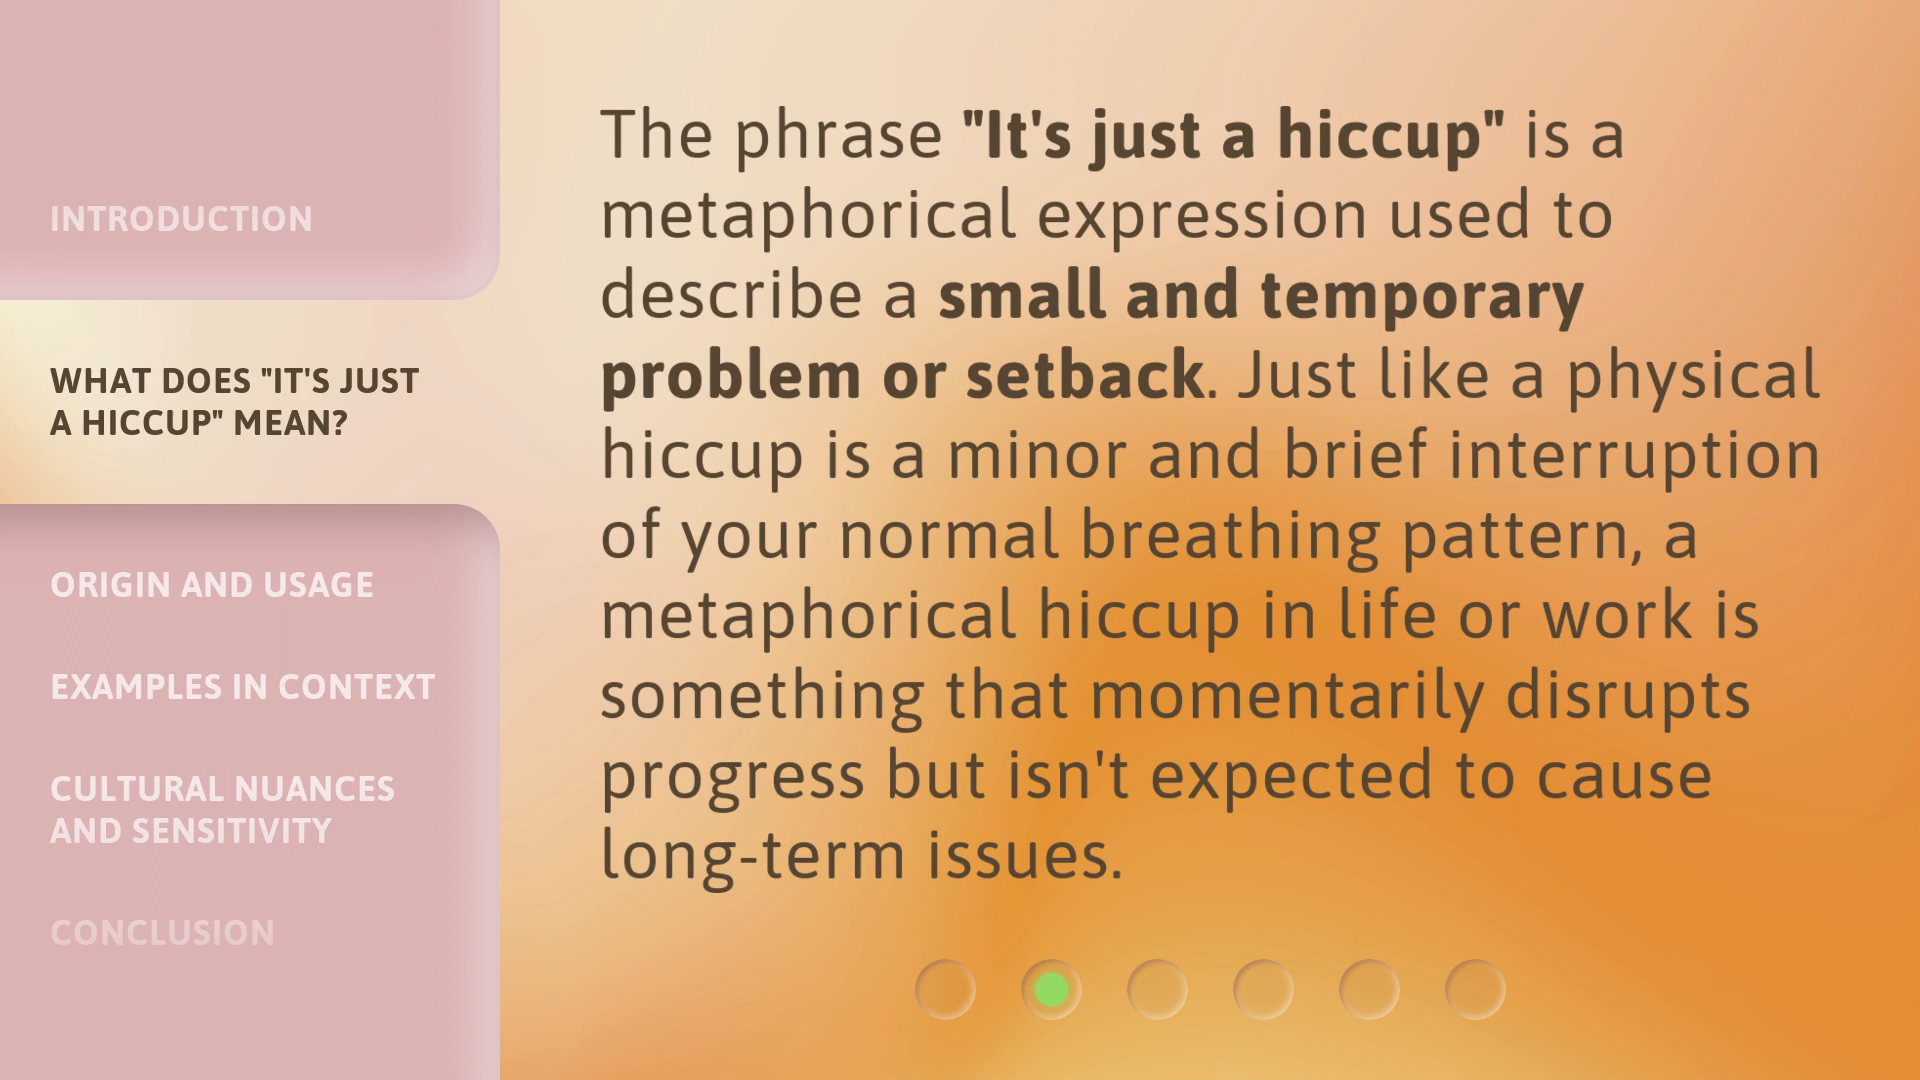 INTRODUCTION
WHAT DOES "IT'S JUST
A HICCUP" MEAN?
ORIGIN AND USAGE
EXAMPLES IN CONTEXT
CULTURAL NUANCES
AND SENSITIVITY
CONCLUSION
The phrase "It's just a hiccup" is a
metaphorical expression used to
describe a small and temporary
problem or setback. Just like a physical
hiccup is a minor and brief interruption
of your normal breathing pattern, a
metaphorical hiccup in life or work is
something that momentarily disrupts
progress but isn't expected to cause
long-term issues.